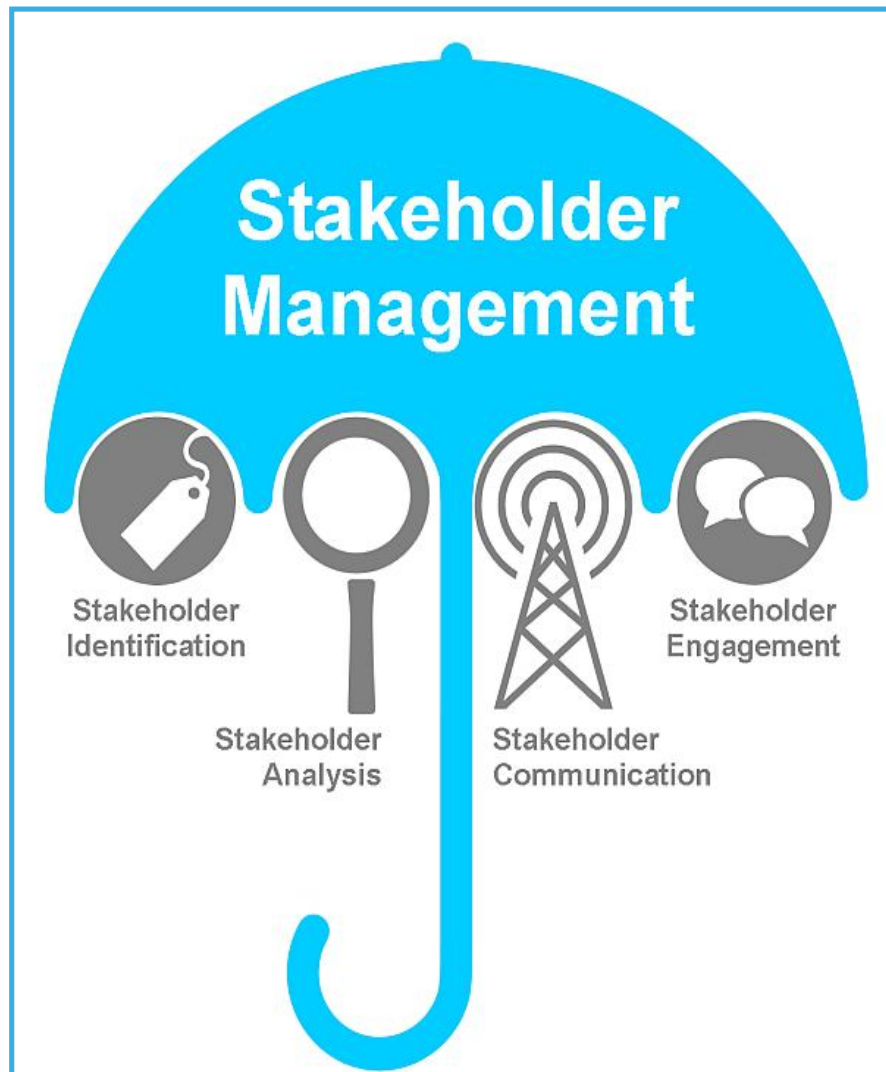 Stakeholder
Management
Stakeholder
Identification
Stakeholder
Analysis
Stakeholder
Communication
Stakeholder
Engagement